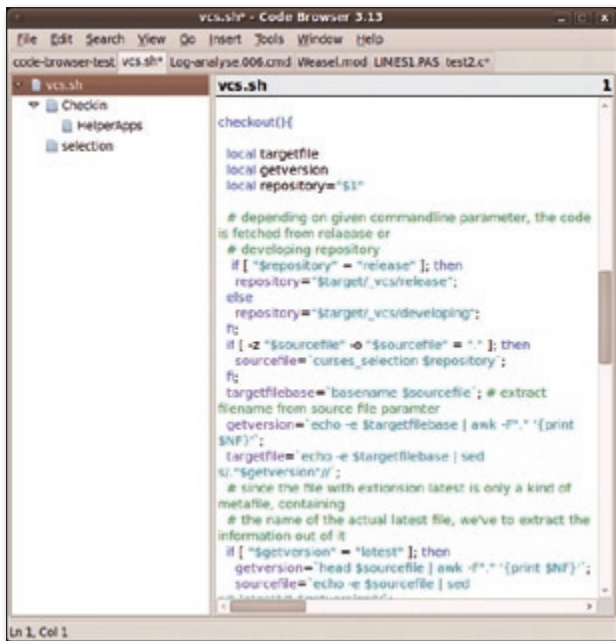 vcs.sh* - Code Browser 3.13
File Edit Search View Go Insert Tools Window Help
code-browser-test vcs.sh* Log-analyse.006.cmd Weasel.mod LIMES1.PAS test2.c*
vcs.sh
Checkin
HelperApps
selection
vcs.sh 1
checkout(){
local targetfile
local getversion
local repository="$1"
# depending on given commandline parameter, the code
is fetched from relaease or
# developing repository
if [ "$repository" = "release" ]; then
repository="$target/_vcs/release";
else
repository="$target/_vcs/developing";
fi;
if [ -z "$sourcefile" -o "$sourcefile" = "." ]; then
sourcefile=`curses_selection $repository`;
fi;
targetfilebase=`basename $sourcefile`; # extract
filename from source file paramter
getversion=`echo -e $targetfilebase | awk -F"." '{print
$NF}'`;
targetfile=`echo -e $targetfilebase | sed
s/."$getversion"//`;
# since the file with extionsion latest is only a kind of
metafile, containing
# the name of the actual latest file, we've to extract the
information out of it
if [ "$getversion" = "latest" ]; then
getversion=`head $sourcefile | awk -F"." '{print $NF}'`;
sourcefile=`echo -e $sourcefile | sed
Ln 1, Col 1